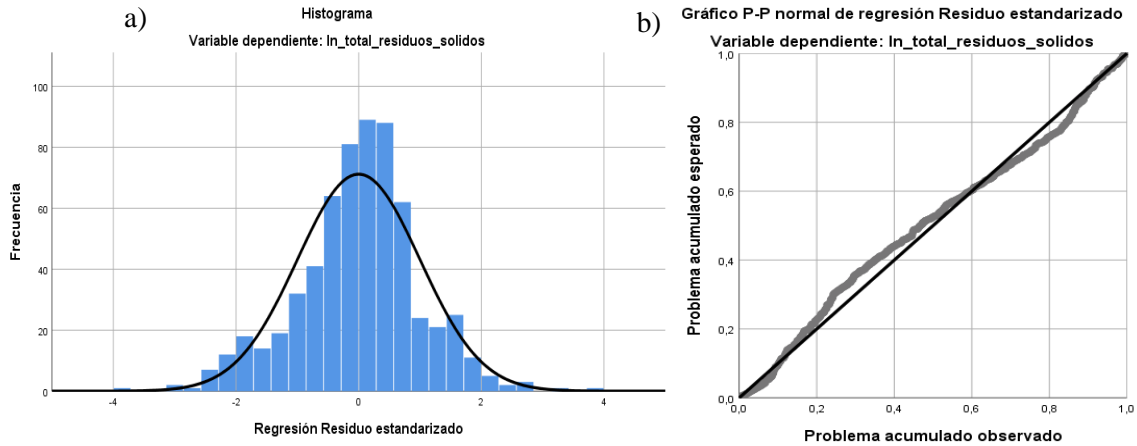 a)
Histograma
Variable dependiente: ln_total_residuos_solidos
Frecuencia
100
80
60
40
20
0
-4
-2
0
2
4
Regresión Residuo estandarizado
b)
Gráfico P-P normal de regresión Residuo estandarizado
Variable dependiente: ln_total_residuos_solidos
Problema acumulado esperado
1,0
0,8
0,6
0,4
0,2
0,0
0,0
0,2
0,4
0,6
0,8
1,0
Problema acumulado observado